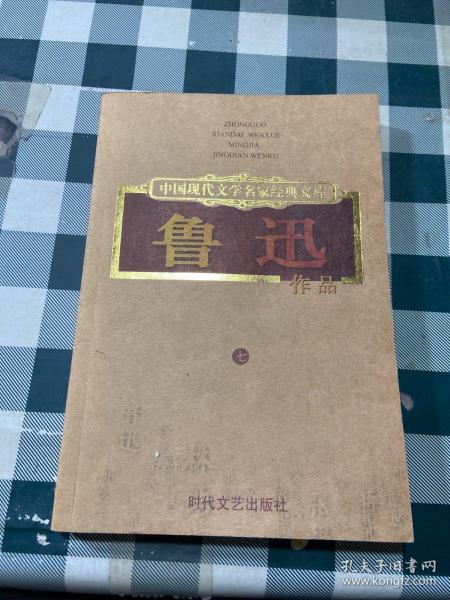 ZHONGGUO
XIANDAI WENXUE
MINGJIA
JINGDIAN WENKU
中国现代文学名家经典文库
鲁迅
作品
七
时代文艺出版社
孔夫子旧书网
www.kongfz.com